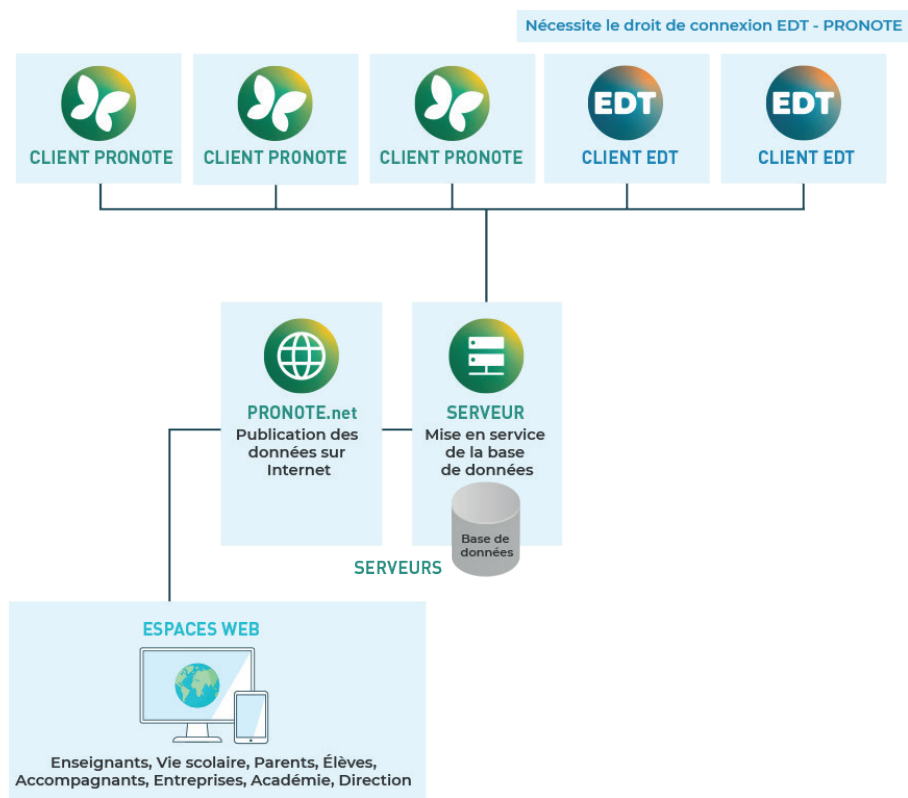 Nécessite le droit de connexion EDT - PRONOTE
CLIENT PRONOTE
CLIENT PRONOTE
CLIENT PRONOTE
EDT
CLIENT EDT
EDT
CLIENT EDT
PRONOTE.net
Publication des
données sur
Internet
SERVEUR
Mise en service
de la base
de données
Base de
données
SERVEURS
ESPACES WEB
Enseignants, Vie scolaire, Parents, Élèves,
Accompagnants, Entreprises, Académie, Direction